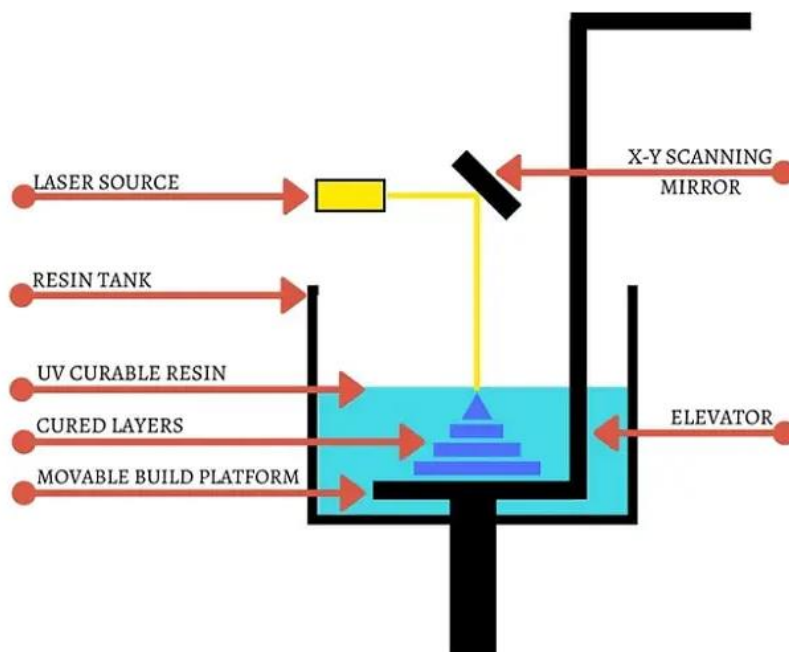 X-Y SCANNING
MIRROR
LASER SOURCE
RESIN TANK
UV CURABLE RESIN
CURED LAYERS
ELEVATOR
MOVABLE BUILD PLATFORM